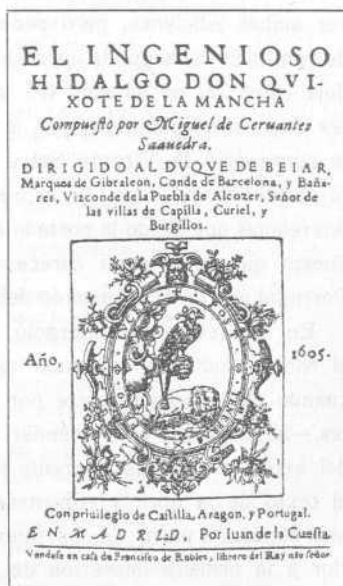 EL INGENIOSO
HIDALGO DON QVI-
XOTE DE LA MANCHA
Compuesto por Miguel de Ceruantes
Saauedra.
DIRIGIDO AL DVQVE DE BEIAR,
Marques de Gibraleon, Conde de Barcelona, y Baña-
res, Vizconde de la Puebla de Alcozer, Señor de
las villas de Capilla, Curiel, y
Burgillos.
Año, 1605.
Con priuilegio de Castilla, Aragon, y Portugal.
EN MADRID, Por Iuan de la Cuesta.
Vendese en casa de Francisco de Robles, librero del Rey nro señor